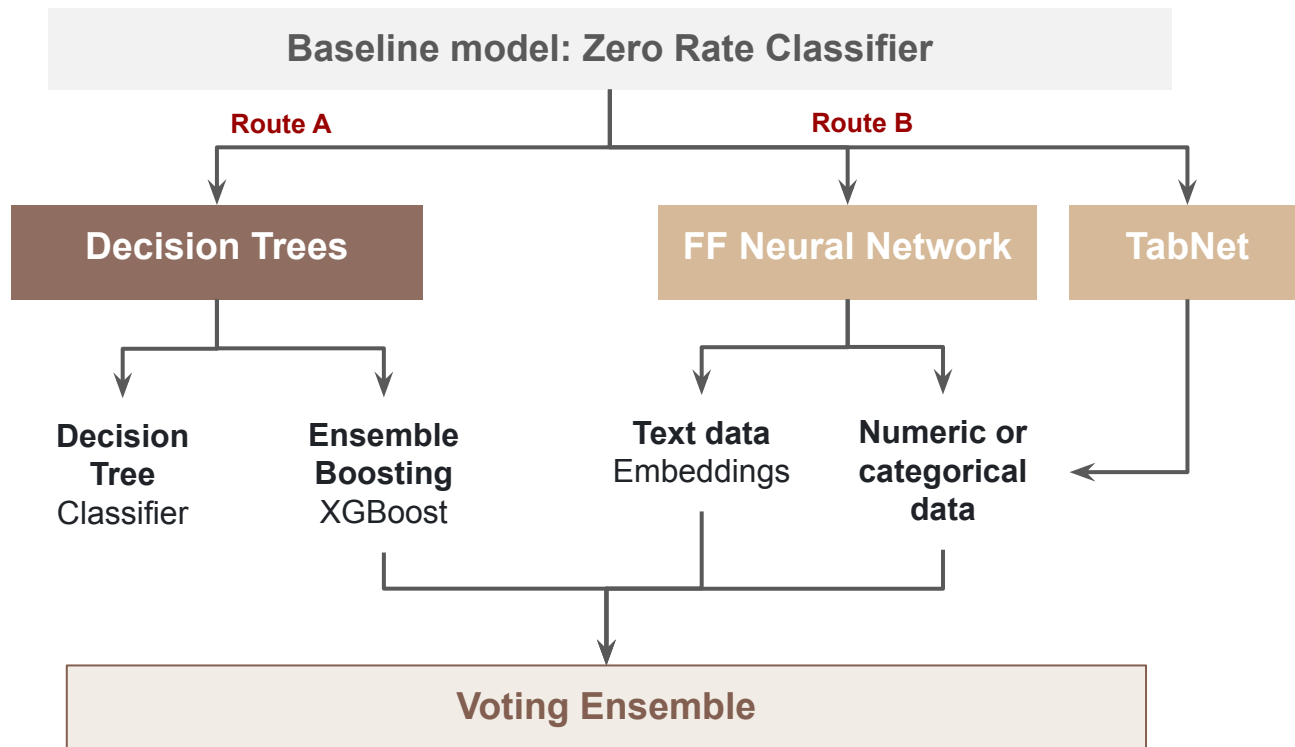 Baseline model: Zero Rate Classifier
Route A
Route B
Decision Trees
FF Neural Network
TabNet
Decision
Tree
Classifier
Ensemble
Boosting
XGBoost
Text data
Embeddings
Numeric or
categorical
data
Voting Ensemble